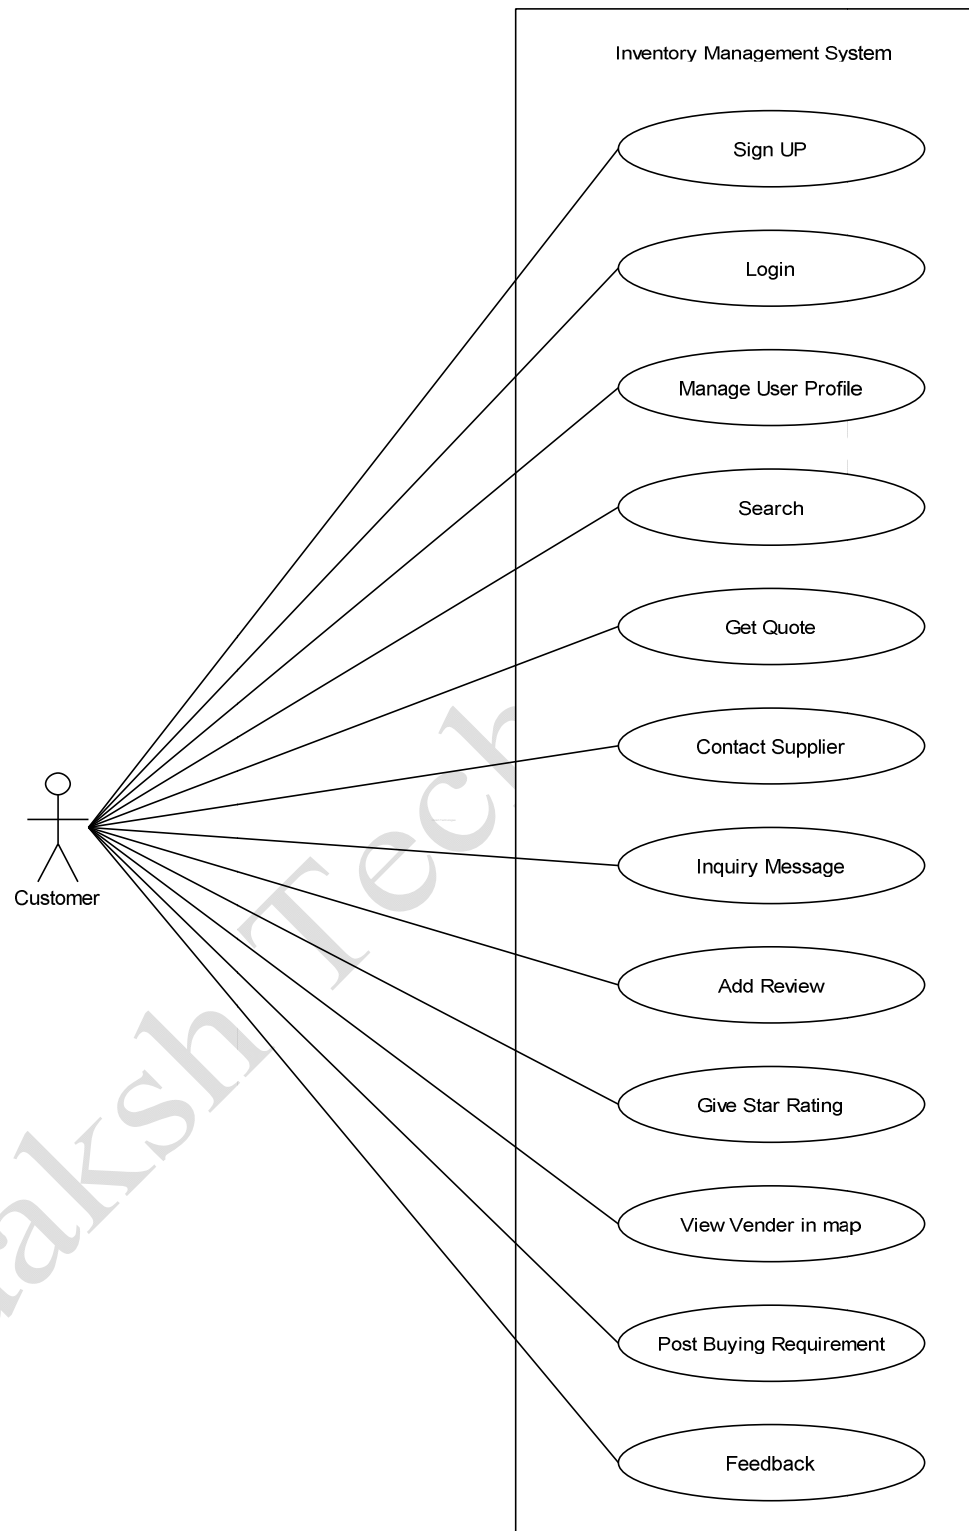 Inventory Management System
Sign UP
Login
Manage User Profile
Search
Get Quote
Contact Supplier
Customer
Inquiry Message
Add Review
Give Star Rating
View Vender in map
Post Buying Requirement
Feedback